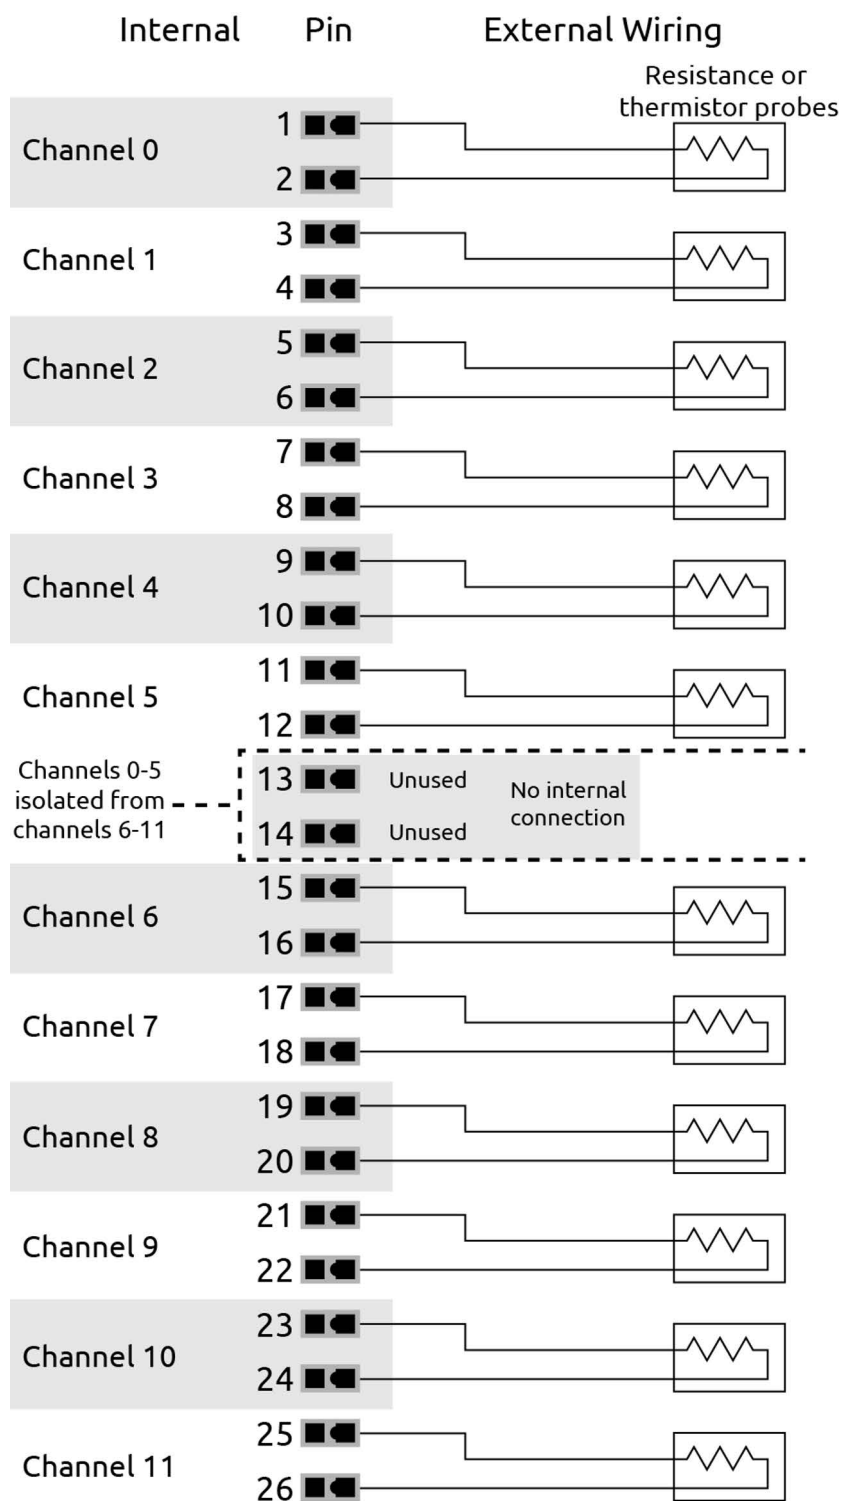 Internal Pin External Wiring
Resistance or
thermistor probes
1
Channel 0
2
3
Channel 1
4
5
Channel 2
6
7
Channel 3
8
9
Channel 4
10
11
Channel 5
12
Channels 0-5
isolated from
channels 6-11
13 Unused
14 Unused
No internal
connection
15
Channel 6
16
17
Channel 7
18
19
Channel 8
20
21
Channel 9
22
23
Channel 10
24
25
Channel 11
26